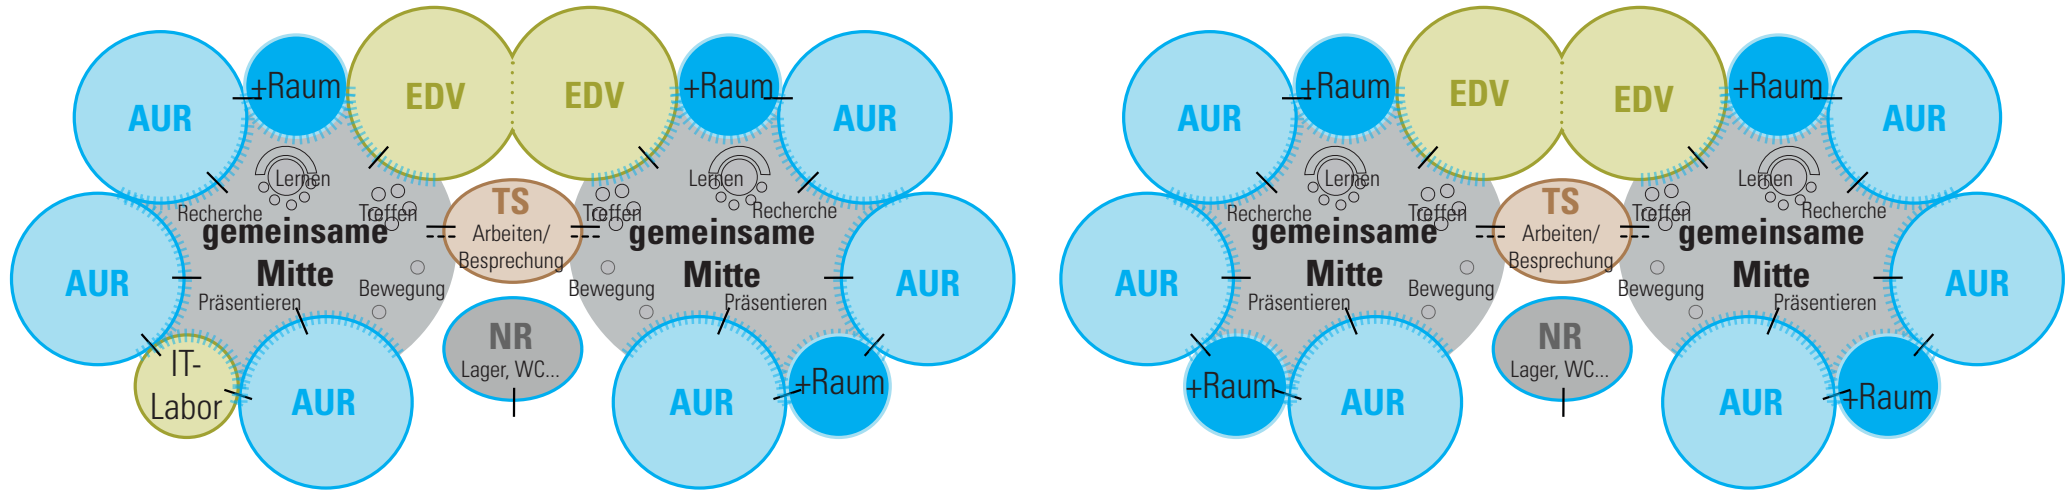 AUR
+Raum
EDV
EDV
+Raum
AUR
Lernen
Recherche
Treffen
gemeinsame
Mitte
Präsentieren
Bewegung
AUR
IT-
Labor
AUR
TS
Arbeiten/
Besprechung
NR
Lager, WC...
Lernen
Treffen
Recherche
gemeinsame
Mitte
Bewegung
Präsentieren
AUR
AUR
+Raum
AUR
+Raum
EDV
EDV
+Raum
AUR
Lernen
Recherche
Treffen
gemeinsame
Mitte
Präsentieren
Bewegung
AUR
+Raum
AUR
TS
Arbeiten/
Besprechung
NR
Lager, WC...
Lernen
Treffen
Recherche
gemeinsame
Mitte
Bewegung
Präsentieren
AUR
AUR
+Raum